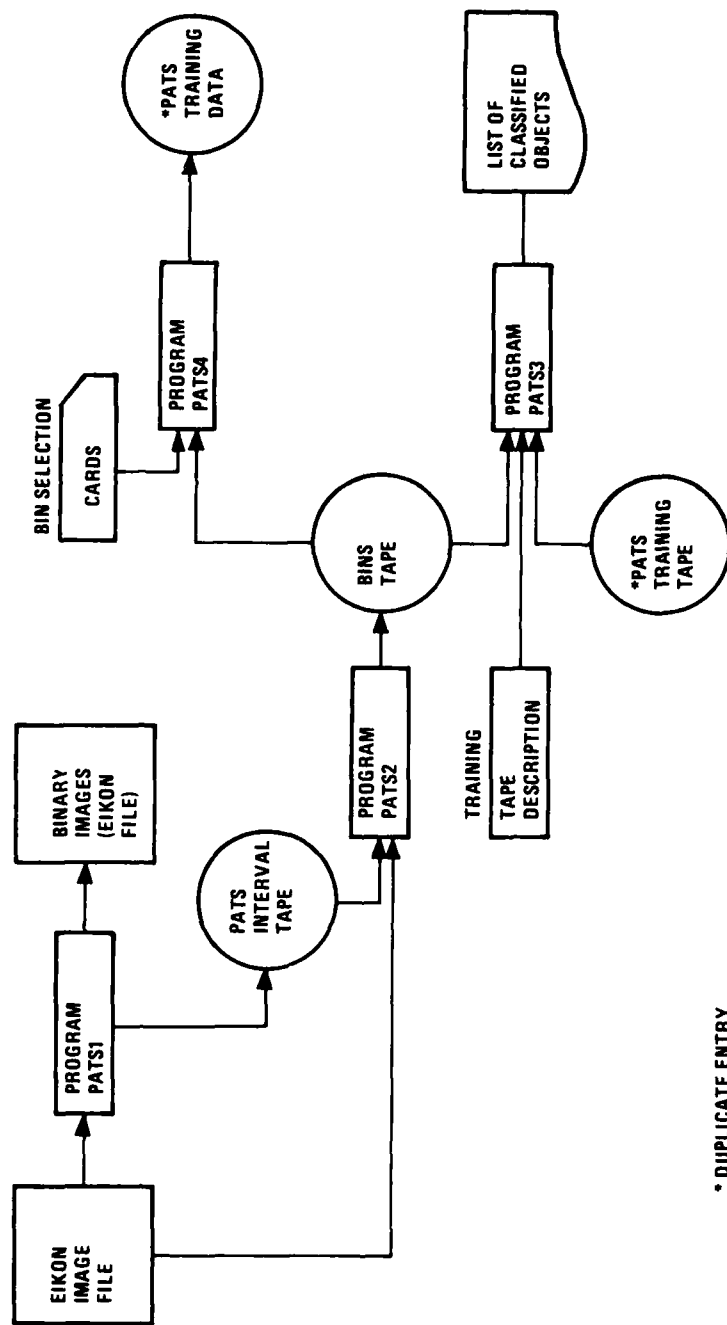 EIKON
IMAGE
FILE
PROGRAM
PATS1
BINARY
IMAGES
(EIKON
FILE)
PATS
INTERVAL
TAPE
PROGRAM
PATS2
BINS
TAPE
BIN SELECTION
CARDS
PROGRAM
PATS4
*PATS
TRAINING
DATA
TRAINING
TAPE
DESCRIPTION
*PATS
TRAINING
TAPE
PROGRAM
PATS3
LIST OF
CLASSIFIED
OBJECTS
* DUPLICATE ENTRY